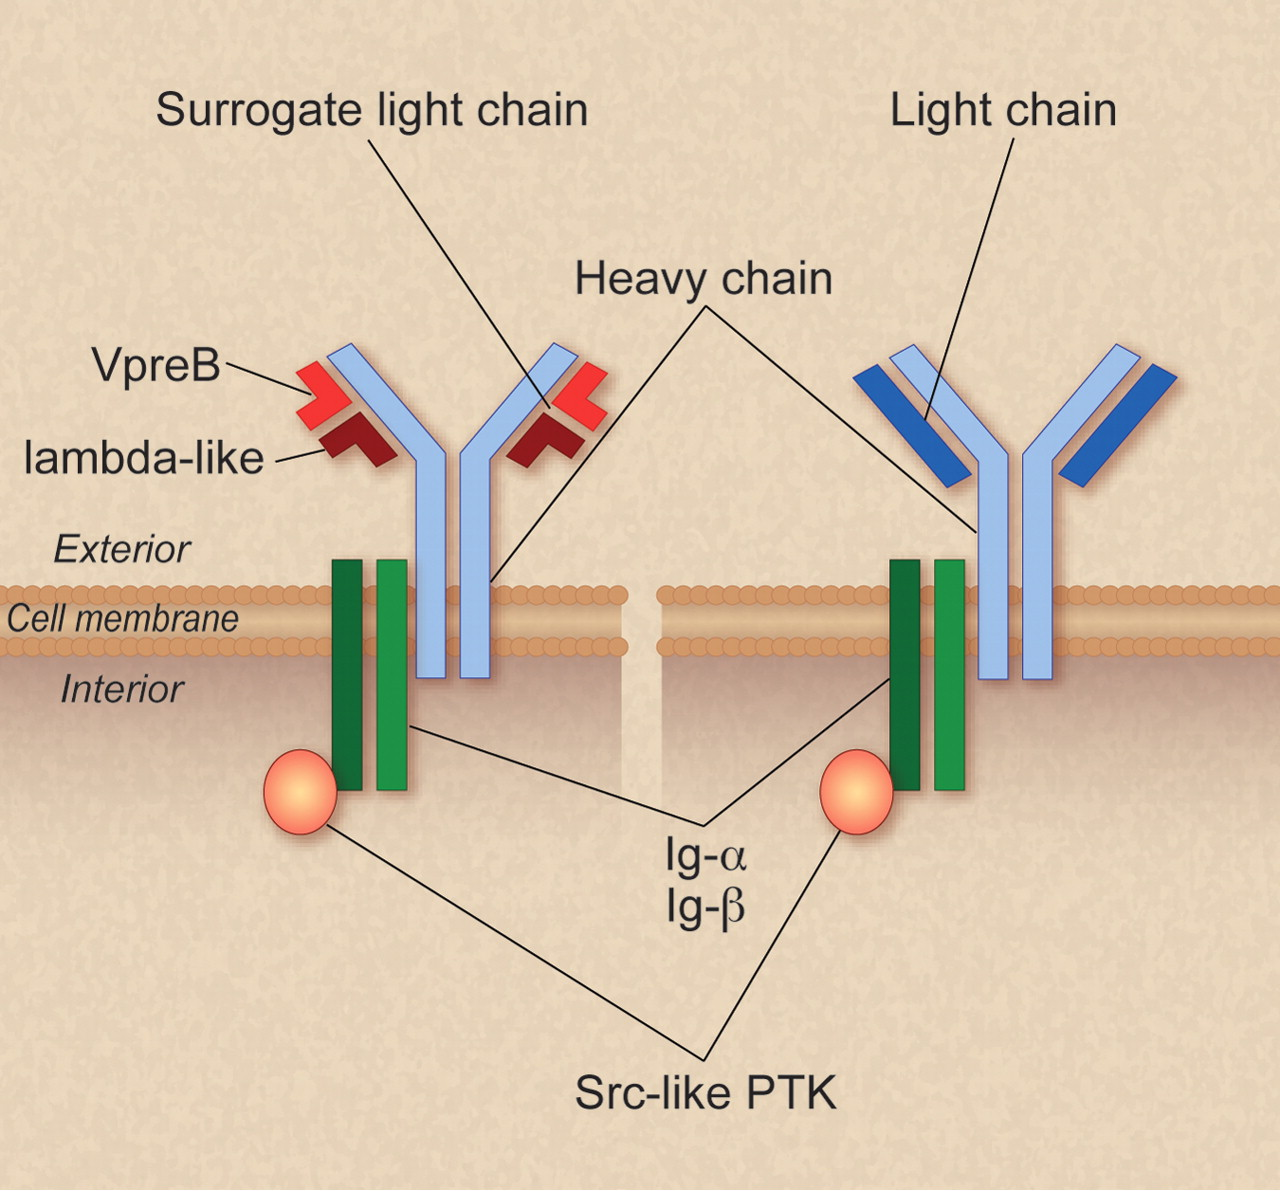 Surrogate light chain
Light chain
Heavy chain
VpreB
lambda-like
Exterior
Cell membrane
Interior
Ig-α
Ig-β
Src-like PTK